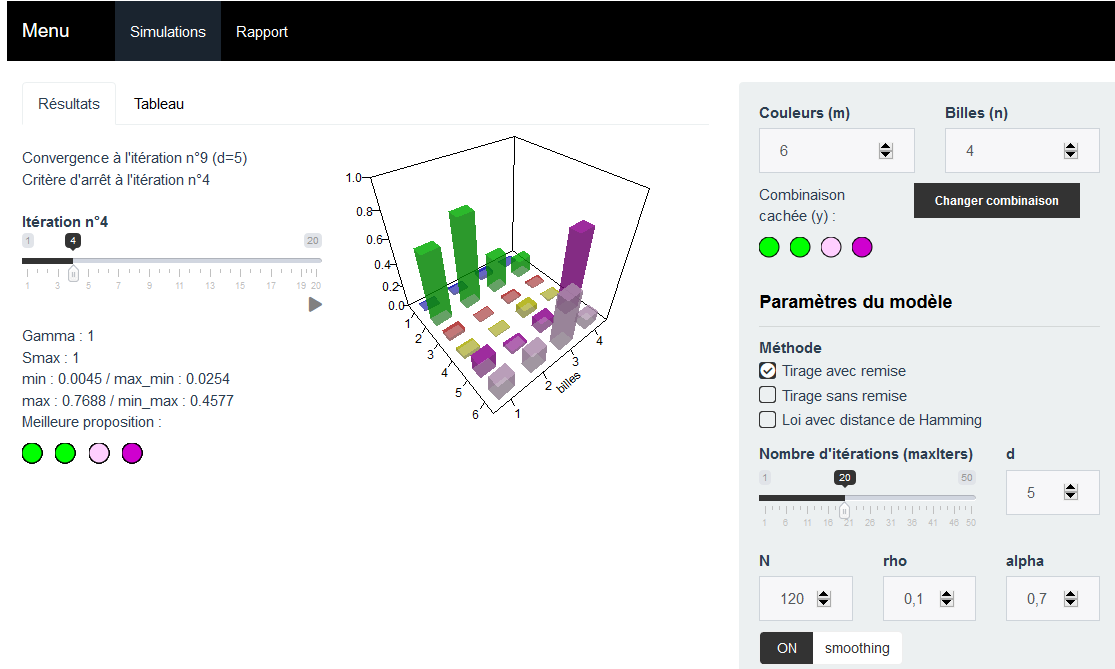 Menu Simulations Rapport
Résultats Tableau
Convergence à l'itération n°9 (d=5)
Critère d'arrêt à l'itération n°4
Itération n°4
1 4 20
1 3 5 7 9 11 13 15 17 19 20
Gamma : 1
Smax : 1
min : 0.0045 / max_min : 0.0254
max : 0.7688 / min_max : 0.4577
Meilleure proposition :
1.0
0.8
0.6
0.4
0.2
0.0
1
2
3
4
5
6
1
2
3
4
billes
Couleurs (m) Billes (n)
6 4
Combinaison
cachée (y) :
Changer combinaison
Paramètres du modèle
Méthode
Tirage avec remise
Tirage sans remise
Loi avec distance de Hamming
Nombre d'itérations (maxIters) d
1 20 50
5
1 6 11 16 21 26 31 36 41 46 50
N rho alpha
120 0,1 0,7
ON smoothing